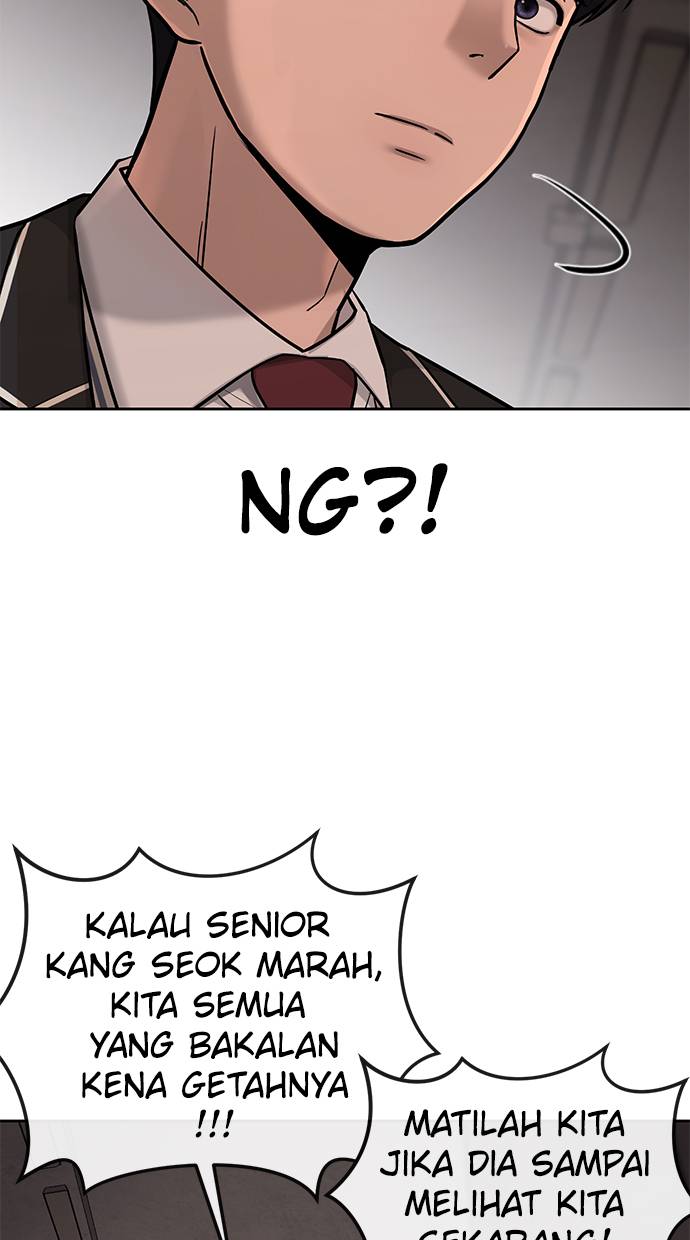 NG?!
KALAU SENIOR
KANG SEOK MARAH,
KITA SEMUA
YANG BAKALAN
KENA GETAHNYA
!!!
MATILAH KITA
JIKA DIA SAMPAI
MELIHAT KITA
SEKARANG!